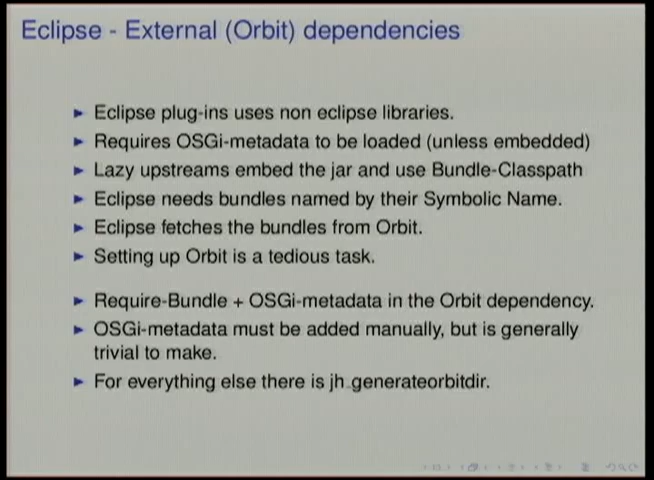 Eclipse - External (Orbit) dependencies
Eclipse plug-ins uses non eclipse libraries.
Requires OSGi-metadata to be loaded (unless embedded)
Lazy upstreams embed the jar and use Bundle-Classpath
Eclipse needs bundles named by their Symbolic Name.
Eclipse fetches the bundles from Orbit.
Setting up Orbit is a tedious task.
Require-Bundle + OSGi-metadata in the Orbit dependency.
OSGi-metadata must be added manually, but is generally
trivial to make.
For everything else there is jh_generateorbitdir.